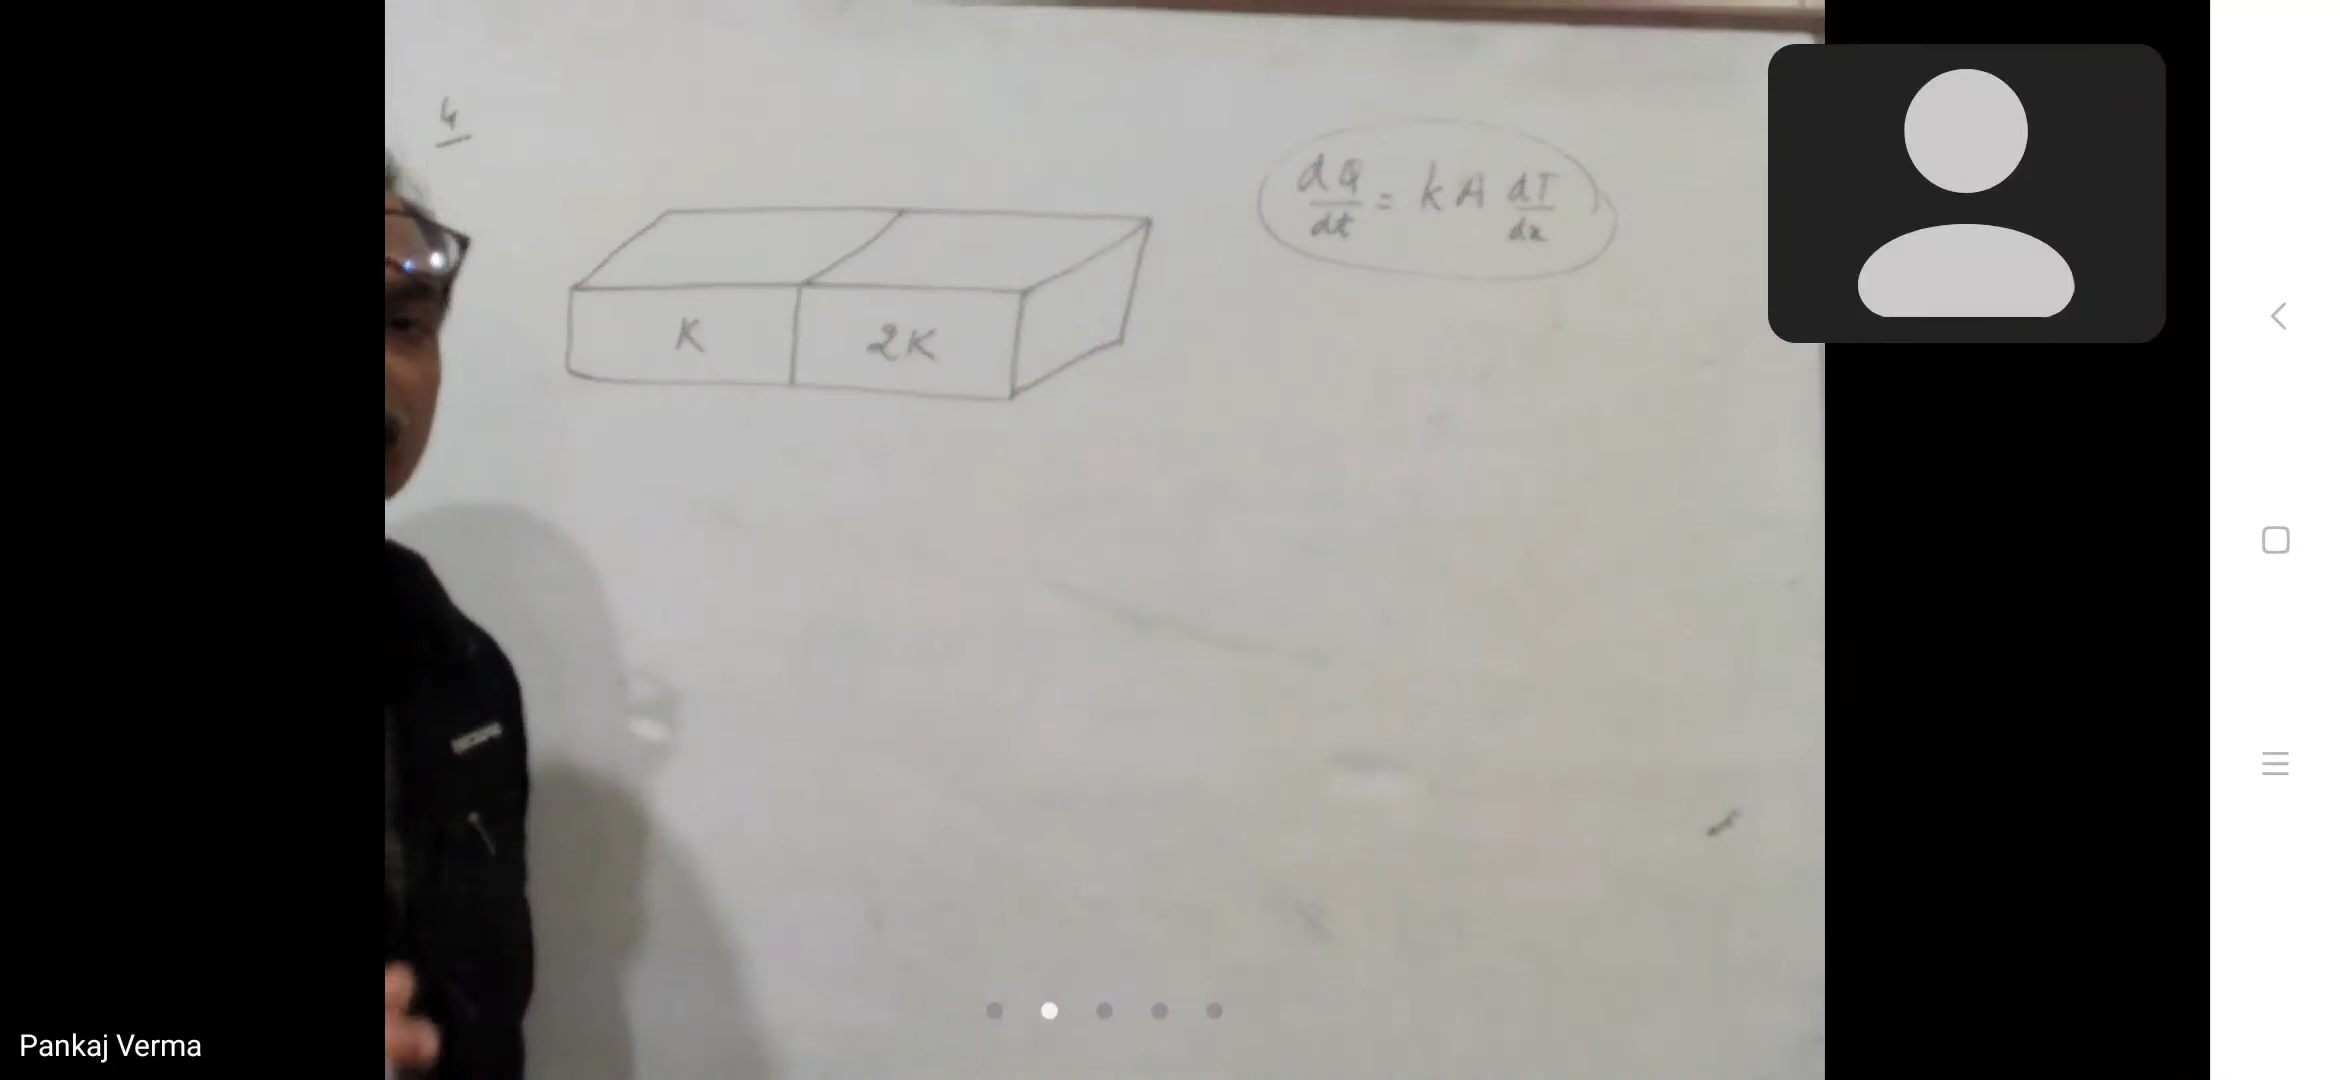 4
dQ/dt = kA dT/dx
K 2K
Pankaj Verma